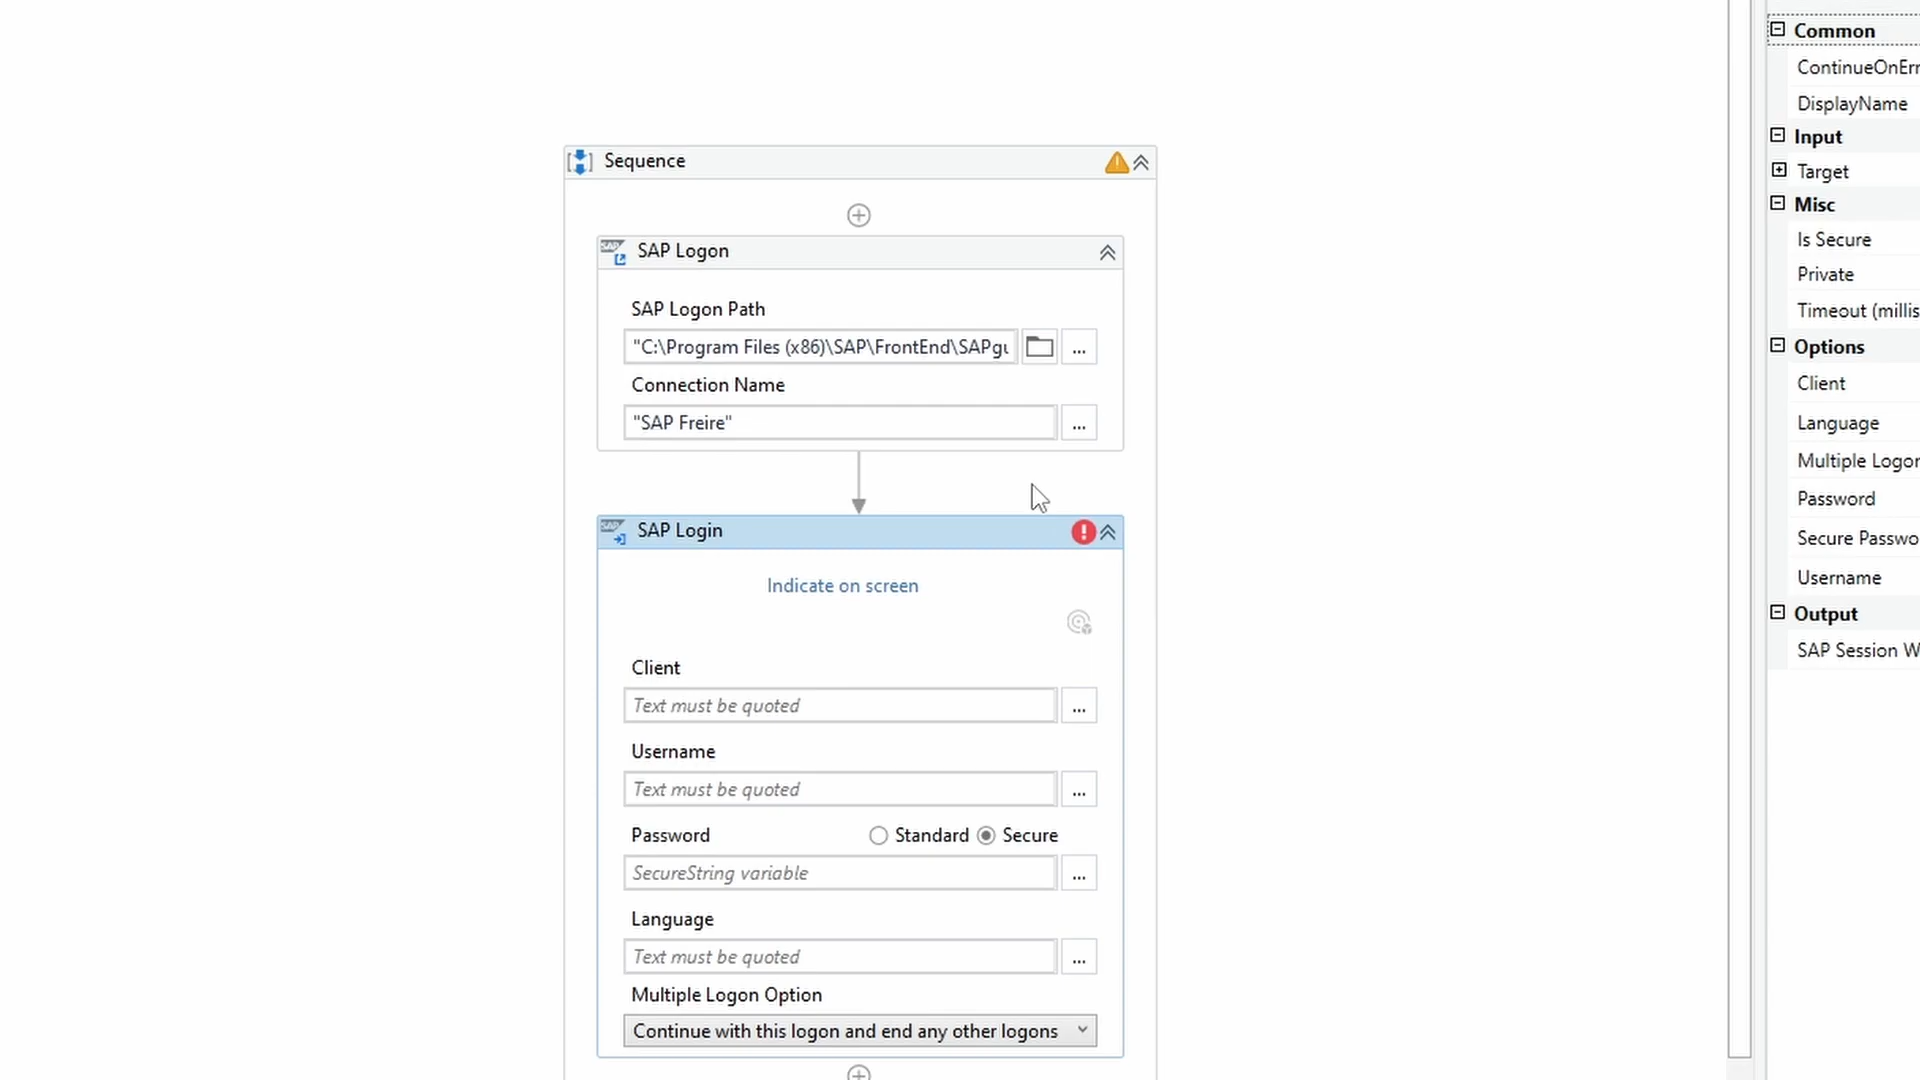 Sequence
SAP Logon
SAP Logon Path
"C:\Program Files (x86)\SAP\FrontEnd\SAPgu
...
Connection Name
"SAP Freire"
...
SAP Login
Indicate on screen
Client
Text must be quoted
...
Username
Text must be quoted
...
Password
Standard
Secure
SecureString variable
...
Language
Text must be quoted
...
Multiple Logon Option
Continue with this logon and end any other logons
Common
ContinueOnErr
DisplayName
Input
Target
Misc
Is Secure
Private
Timeout (millis
Options
Client
Language
Multiple Logon
Password
Secure Passwo
Username
Output
SAP Session W